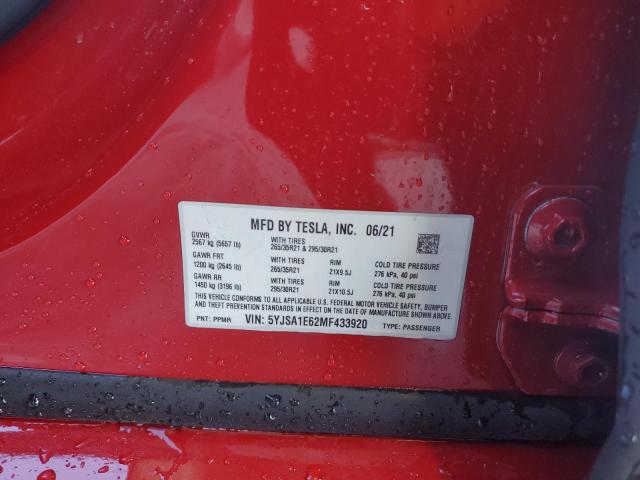 MFD BY TESLA, INC. 06/21
GVWR
2567 kg (5657 lb)
WITH TIRES
265/35R21 & 295/30R21
GAWR FRT
1200 kg (2645 lb)
WITH TIRES
265/35R21
RIM
21X9.5J
COLD TIRE PRESSURE
276 kPa, 40 psi
GAWR RR
1450 kg (3196 lb)
WITH TIRES
295/30R21
RIM
21X10.5J
COLD TIRE PRESSURE
276 kPa, 40 psi
THIS VEHICLE CONFORMS TO ALL APPLICABLE U.S. FEDERAL MOTOR VEHICLE SAFETY, BUMPER
AND THEFT PREVENTION STANDARDS IN EFFECT ON THE DATE OF MANUFACTURE SHOWN ABOVE.
PNT: PPMR VIN: 5YJSA1E62MF433920 TYPE: PASSENGER